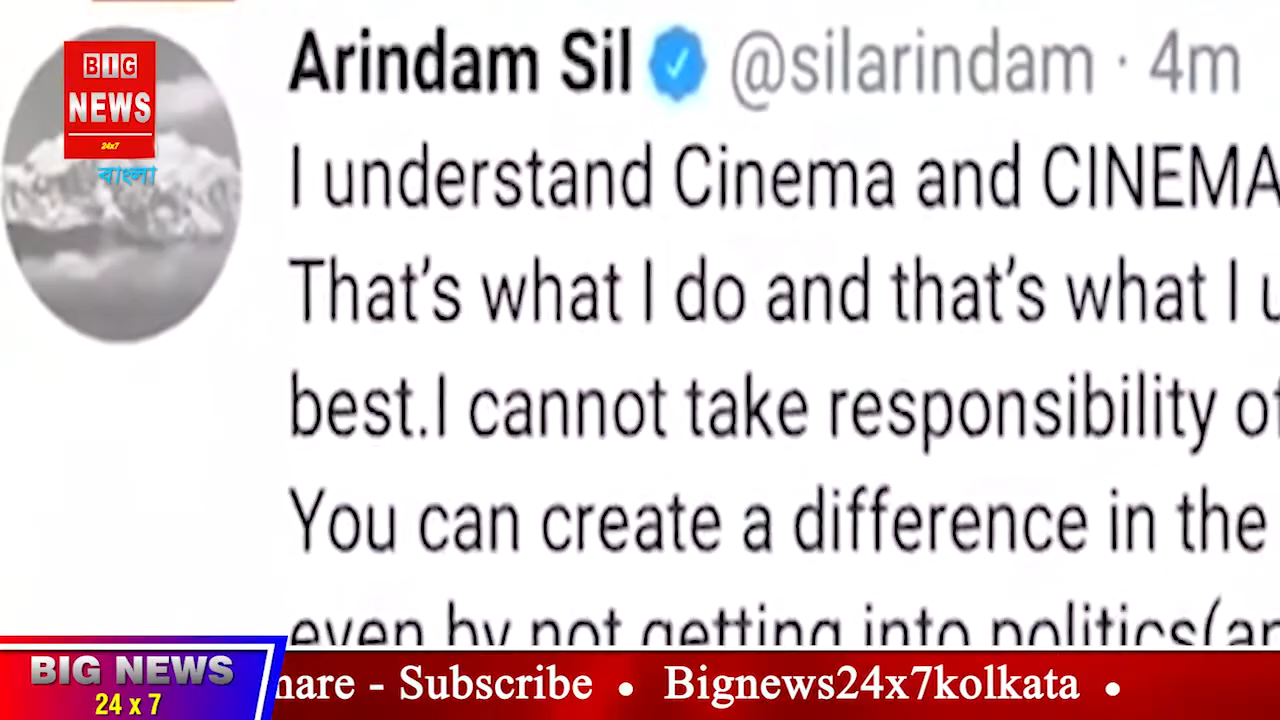 Arindam Sil @silarindam · 4m
BIG
NEWS
24x7
বাংলা
I understand Cinema and CINEMA
That's what I do and that's what I u
best.I cannot take responsibility of
You can create a difference in the
even by not getting into politics(an
BIG NEWS
24 x 7
hare - Subscribe • Bignews24x7kolkata •